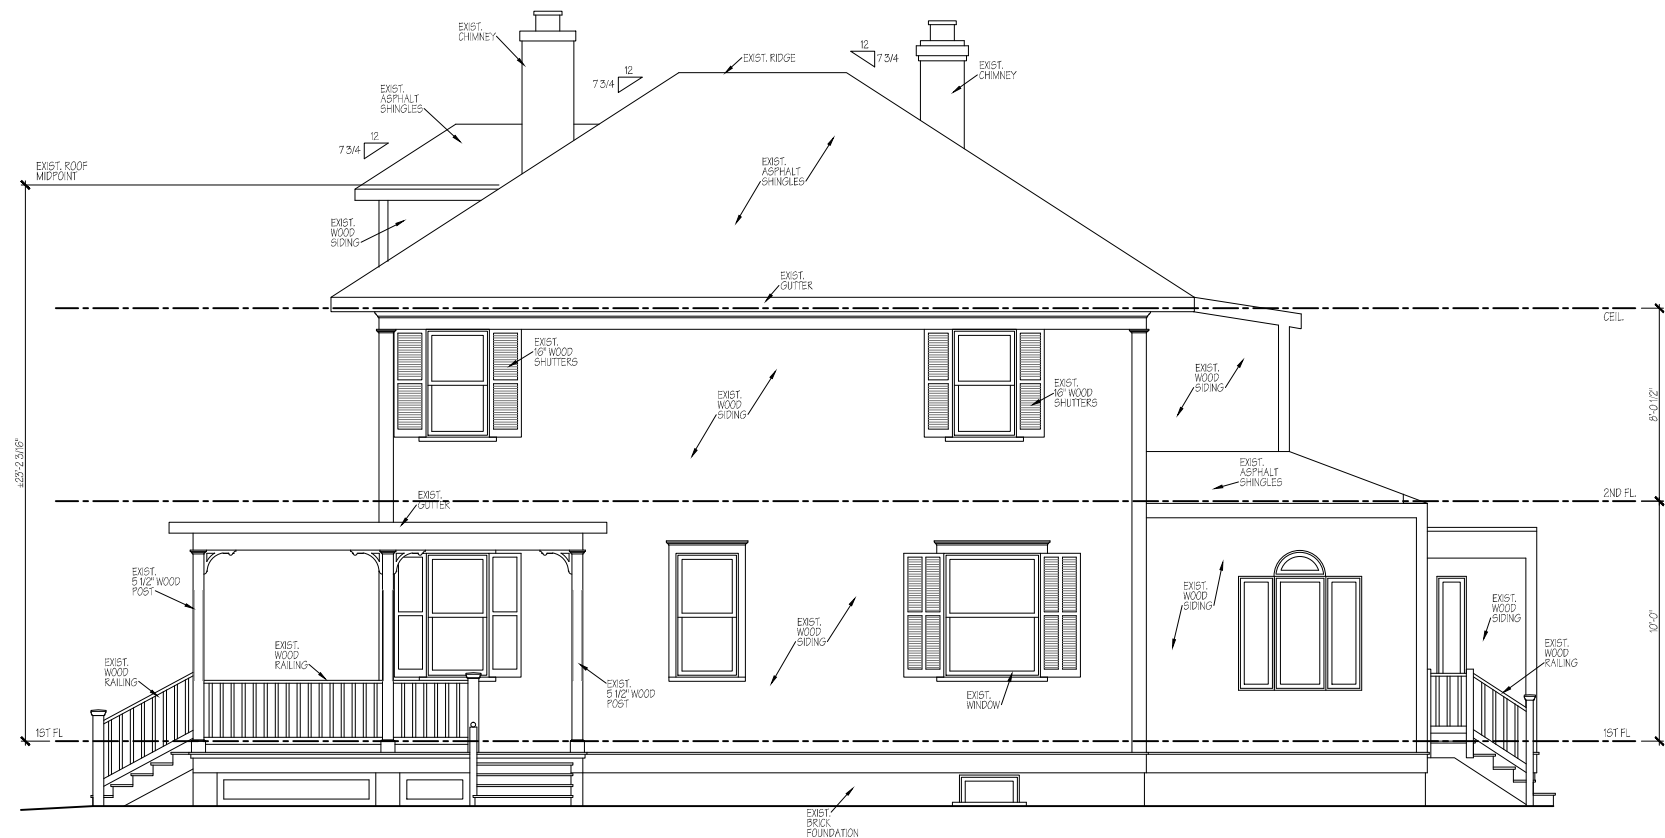 EXIST.
CHIMNEY
12
7 3/4
EXIST. RIDGE
12
7 3/4
EXIST.
CHIMNEY
EXIST.
ASPHALT
SHINGLES
12
7 3/4
EXIST. ROOF
MIDPOINT
EXIST.
ASPHALT
SHINGLES
EXIST.
WOOD
SIDING
EXIST.
GUTTER
CEIL.
EXIST.
16" WOOD
SHUTTERS
EXIST.
WOOD
SIDING
EXIST.
16" WOOD
SHUTTERS
EXIST.
WOOD
SIDING
8'-0 1/2"
±23'-2 3/16"
EXIST.
ASPHALT
SHINGLES
EXIST.
GUTTER
2ND FL.
EXIST.
5 1/2" WOOD
POST
EXIST.
WOOD
SIDING
EXIST.
WOOD
SIDING
EXIST.
WOOD
SIDING
10'-0"
EXIST.
WOOD
RAILING
EXIST.
WOOD
RAILING
EXIST.
WOOD
RAILING
EXIST.
5 1/2" WOOD
POST
EXIST.
WINDOW
1ST FL
1ST FL
EXIST.
BRICK
FOUNDATION